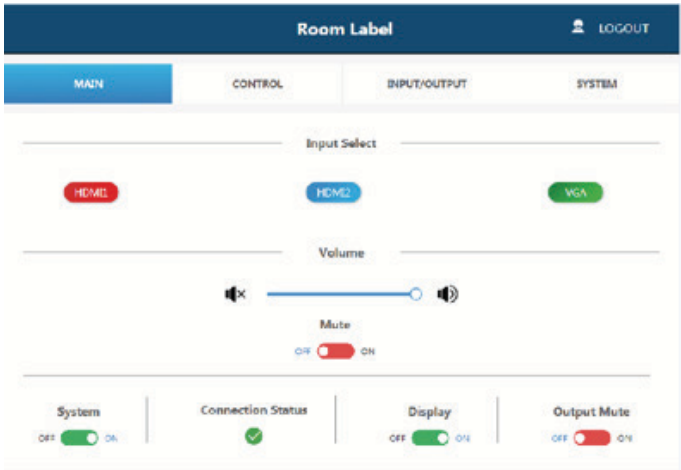 Room Label
LOGOUT
MAIN CONTROL INPUT/OUTPUT SYSTEM
Input Select
HDMI1 HDMI2 VGA
Volume
Mute
OFF ON
System Connection Status Display Output Mute
OFF ON OFF ON OFF ON